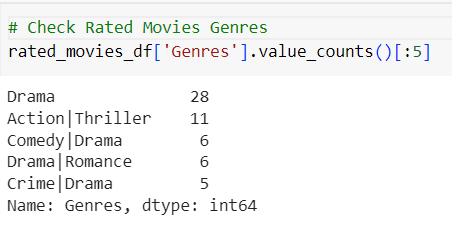 # Check Rated Movies Genres
rated_movies_df['Genres'].value_counts()[:5]
Drama              28
Action|Thriller    11
Comedy|Drama        6
Drama|Romance       6
Crime|Drama         5
Name: Genres, dtype: int64